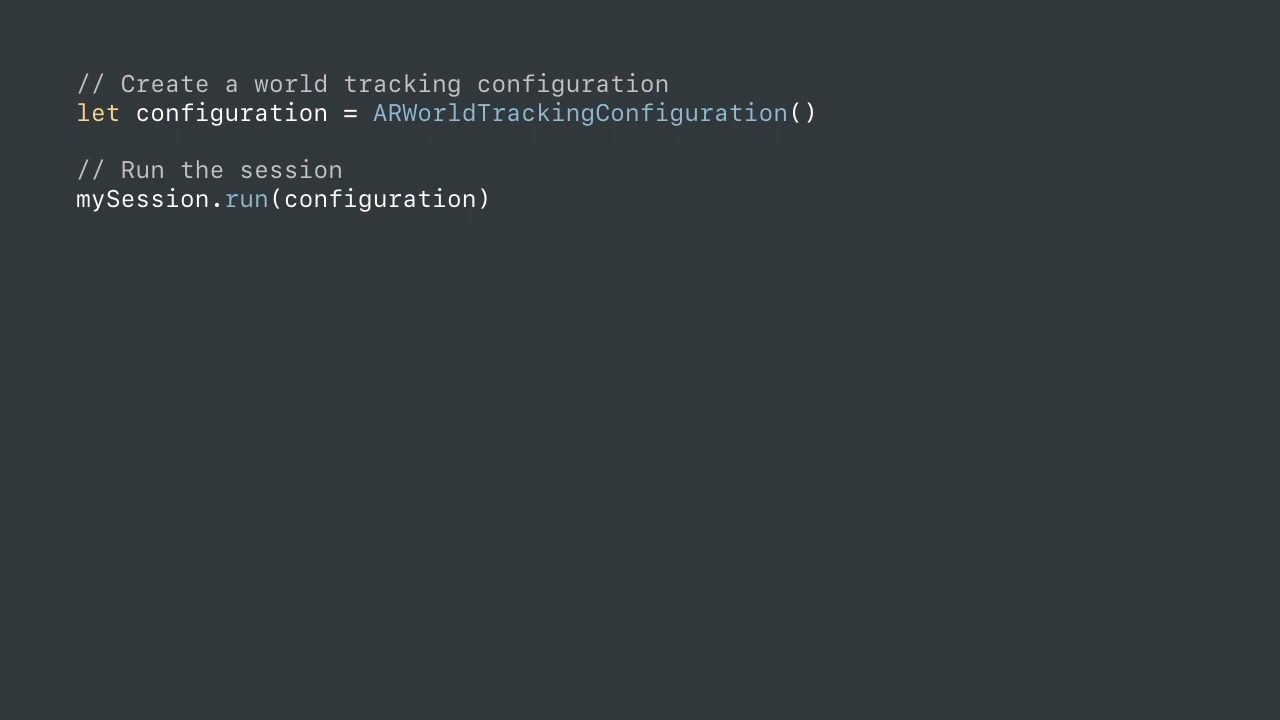 // Create a world tracking configuration
let configuration = ARWorldTrackingConfiguration()
// Run the session
mySession.run(configuration)